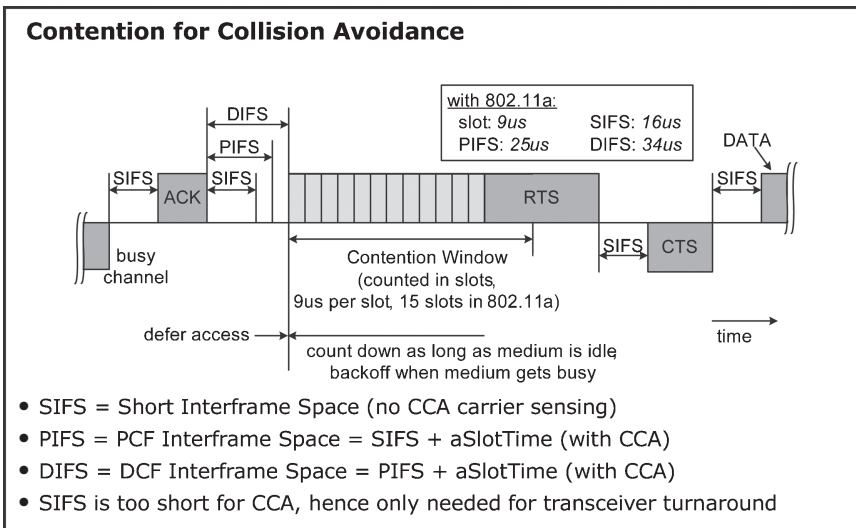 Contention for Collision Avoidance
with 802.11a:
slot: 9us SIFS: 16us
PIFS: 25us DIFS: 34us
DIFS
PIFS
DATA
SIFS
SIFS
SIFS
ACK
RTS
busy
channel
SIFS
CTS
Contention Window
(counted in slots,
9us per slot, 15 slots in 802.11a)
defer access
time
count down as long as medium is idle,
backoff when medium gets busy
• SIFS = Short Interframe Space (no CCA carrier sensing)
• PIFS = PCF Interframe Space = SIFS + aSlotTime (with CCA)
• DIFS = DCF Interframe Space = PIFS + aSlotTime (with CCA)
• SIFS is too short for CCA, hence only needed for transceiver turnaround